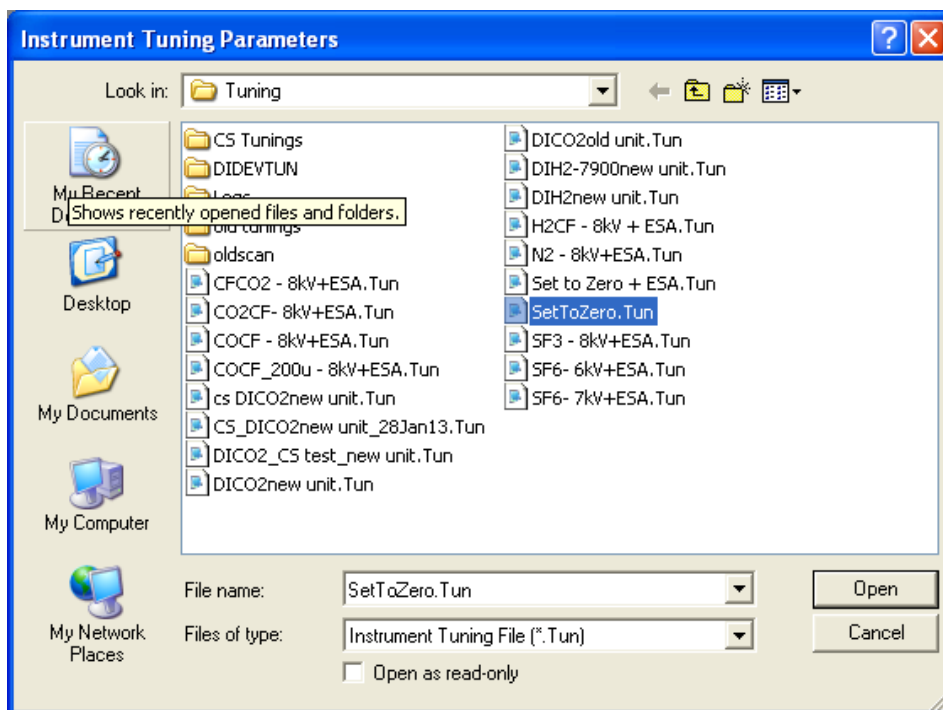 Instrument Tuning Parameters
Look in:
Tuning
My Recent
Shows recently opened files and folders.
Desktop
My Documents
My Computer
My Network
Places
CS Tunings
DIDEVTUN
old tunings
oldscan
CFCO2 - 8kV+ESA.Tun
CO2CF- 8kV+ESA.Tun
COCF - 8kV+ESA.Tun
COCF_200u - 8kV+ESA.Tun
cs DICO2new unit.Tun
CS_DICO2new unit_28Jan13.Tun
DICO2_CS test_new unit.Tun
DICO2new unit.Tun
DICO2old unit.Tun
DIH2-7900new unit.Tun
DIH2new unit.Tun
H2CF - 8kV + ESA.Tun
N2 - 8kV+ESA.Tun
Set to Zero + ESA.Tun
SetToZero.Tun
SF3 - 8kV+ESA.Tun
SF6- 6kV+ESA.Tun
SF6- 7kV+ESA.Tun
File name:
SetToZero.Tun
Open
Files of type:
Instrument Tuning File (*.Tun)
Cancel
Open as read-only